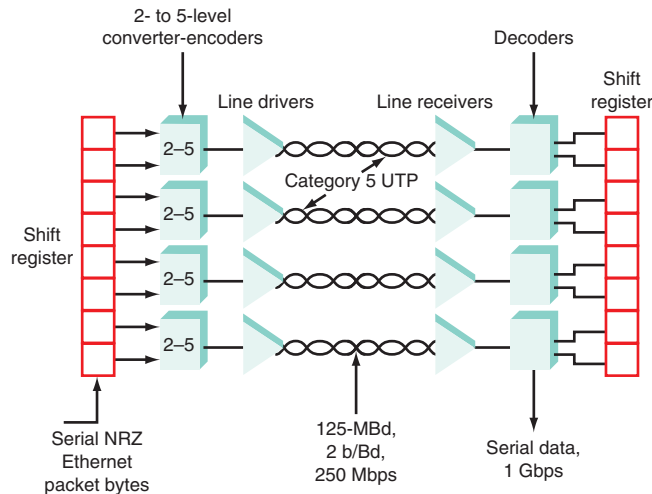 2- to 5-level
converter-encoders
Decoders
Line drivers
Line receivers
Shift
register
2–5
Category 5 UTP
2–5
Shift
register
2–5
2–5
Serial NRZ
Ethernet
packet bytes
125-MBd,
2 b/Bd,
250 Mbps
Serial data,
1 Gbps